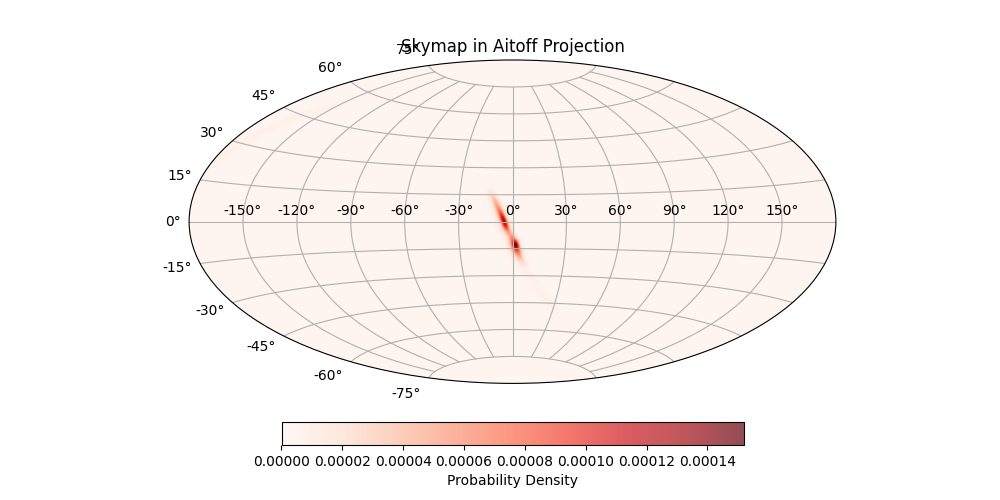 Skymap in Aitoff Projection
75°
60°
45°
30°
15°
-150° -120° -90° -60° -30° 0° 30° 60° 90° 120° 150°
0°
-15°
-30°
-45°
-60°
-75°
0.00000 0.00002 0.00004 0.00006 0.00008 0.00010 0.00012 0.00014
Probability Density